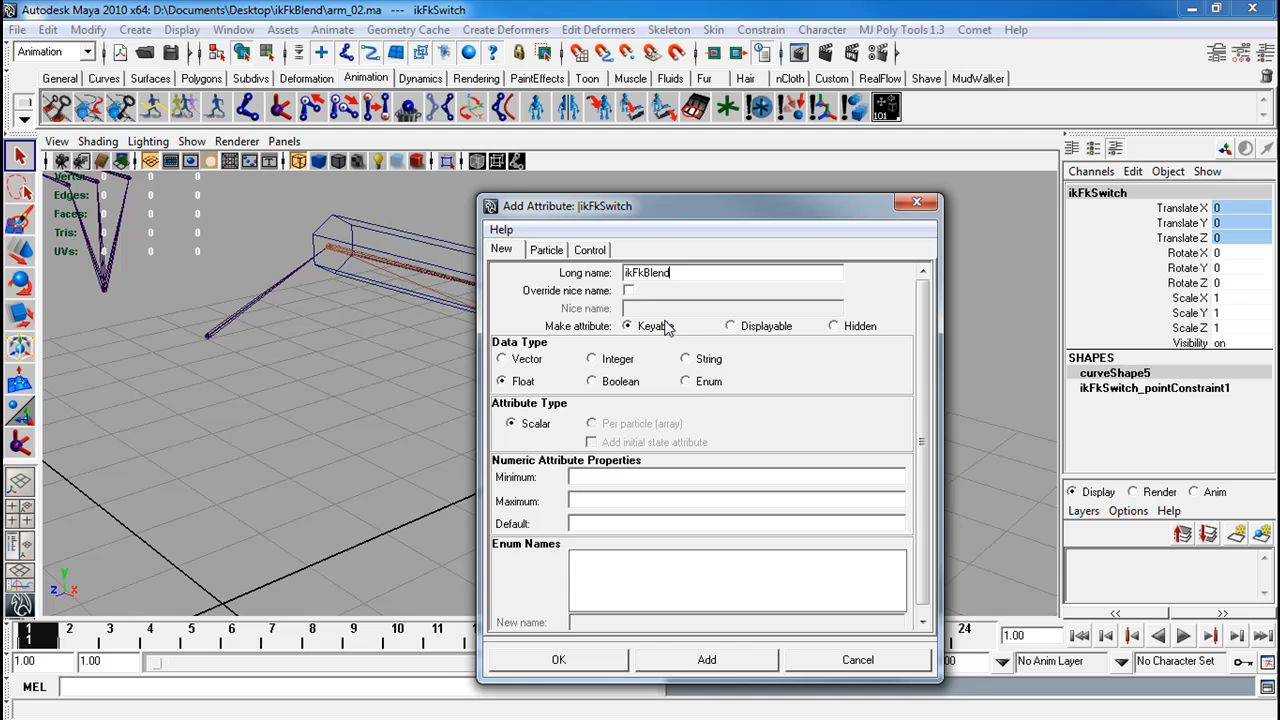 Autodesk Maya 2010 x64: D:\Documents\Desktop\ikFkBlend\arm_02.ma --- ikFkSwitch
File Edit Modify Create Display Window Assets Animate Geometry Cache Create Deformers Edit Deformers Skeleton Skin Constrain Character MJ Poly Tools 1.3 Comet Help
Animation
General Curves Surfaces Polygons Subdivs Deformation Animation Dynamics Rendering PaintEffects Toon Muscle Fluids Fur Hair nCloth Custom RealFlow Shave MudWalker
101
View Shading Lighting Show Renderer Panels
Verts: 0 0 0
Edges: 0 0 0
Faces: 0 0 0
Tris: 0 0 0
UVs: 0 0 0
y
z x
Add Attribute: |ikFkSwitch
Help
New Particle Control
Long name: ikFkBlend
Override nice name:
Nice name:
Make attribute: Keyable Displayable Hidden
Data Type
Vector Integer String
Float Boolean Enum
Attribute Type
Scalar Per particle (array)
Add initial state attribute
Numeric Attribute Properties
Minimum:
Maximum:
Default:
Enum Names
New name:
OK Add Cancel
Channels Edit Object Show
ikFkSwitch
Translate X 0
Translate Y 0
Translate Z 0
Rotate X 0
Rotate Y 0
Rotate Z 0
Scale X 1
Scale Y 1
Scale Z 1
Visibility on
SHAPES
curveShape5
ikFkSwitch_pointConstraint1
Display Render Anim
Layers Options Help
<< >>
1 2 3 4 5 6 7 8 9 10 11 24 1.00
1
1.00 1.00 1 No Anim Layer No Character Set
MEL